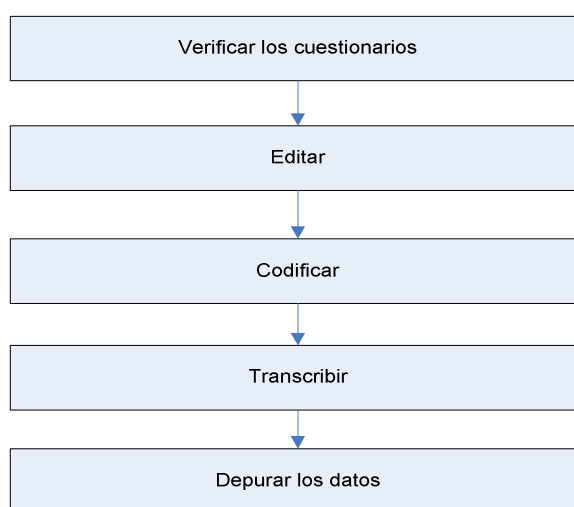 Verificar los cuestionarios
Editar
Codificar
Transcribir
Depurar los datos